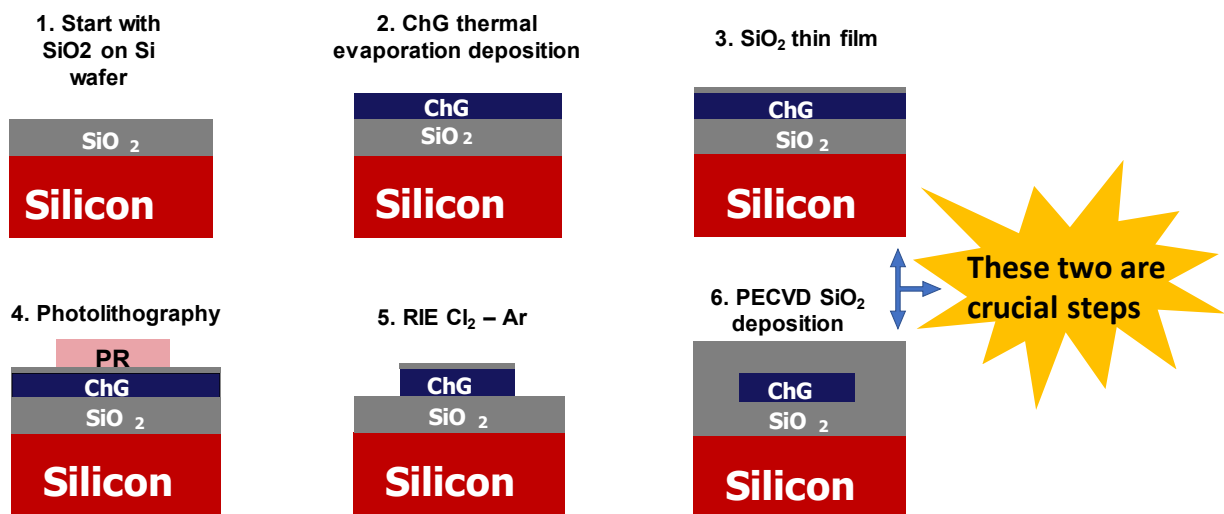 1. Start with
SiO2 on Si
wafer
SiO 2
Silicon
2. ChG thermal
evaporation deposition
ChG
SiO 2
Silicon
3. SiO₂ thin film
ChG
SiO 2
Silicon
These two are
crucial steps
4. Photolithography
PR
ChG
SiO 2
Silicon
5. RIE Cl₂ – Ar
ChG
SiO 2
Silicon
6. PECVD SiO₂
deposition
ChG
SiO 2
Silicon